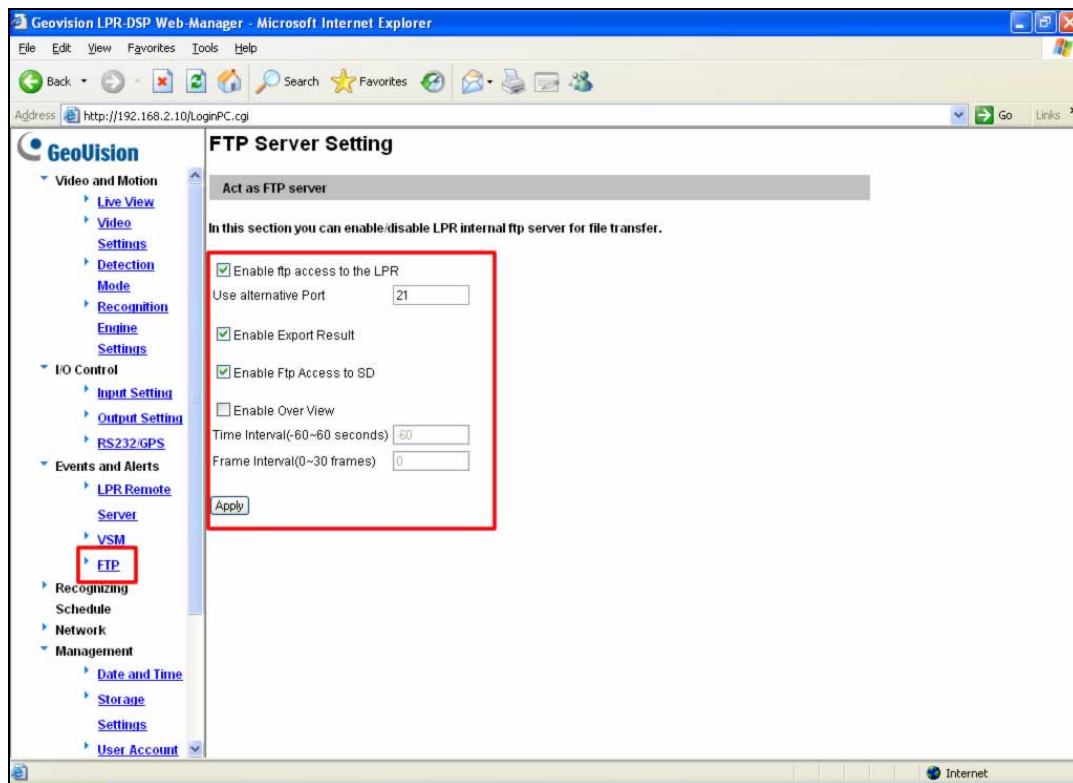 Geovision LPR-DSP Web-Manager - Microsoft Internet Explorer
File Edit View Favorites Tools Help
Back Search Favorites
Address http://192.168.2.10/LoginPC.cgi Go Links
GeoVision
Video and Motion
Live View
Video
Settings
Detection
Mode
Recognition
Engine
Settings
I/O Control
Input Setting
Output Setting
RS232/GPS
Events and Alerts
LPR Remote
Server
VSM
FTP
Recognizing
Schedule
Network
Management
Date and Time
Storage
Settings
User Account
FTP Server Setting
Act as FTP server
In this section you can enable/disable LPR internal ftp server for file transfer.
Enable ftp access to the LPR
Use alternative Port 21
Enable Export Result
Enable Ftp Access to SD
Enable Over View
Time Interval(-60~60 seconds) -60
Frame Interval(0~30 frames) 0
Apply
Internet